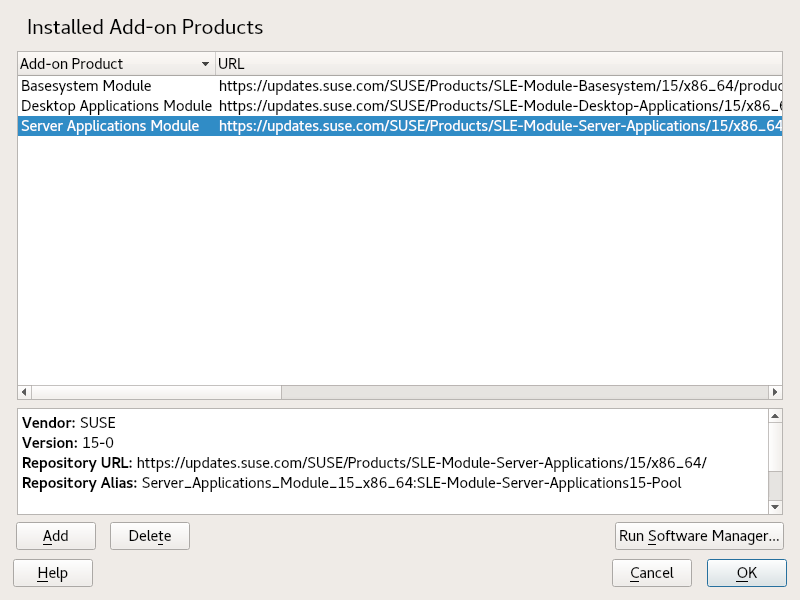 Installed Add-on Products
Add-on Product URL
Basesystem Module https://updates.suse.com/SUSE/Products/SLE-Module-Basesystem/15/x86_64/produc
Desktop Applications Module https://updates.suse.com/SUSE/Products/SLE-Module-Desktop-Applications/15/x86_6
Server Applications Module https://updates.suse.com/SUSE/Products/SLE-Module-Server-Applications/15/x86_64
Vendor: SUSE
Version: 15-0
Repository URL: https://updates.suse.com/SUSE/Products/SLE-Module-Server-Applications/15/x86_64/
Repository Alias: Server_Applications_Module_15_x86_64:SLE-Module-Server-Applications15-Pool
Add Delete Run Software Manager...
Help Cancel OK